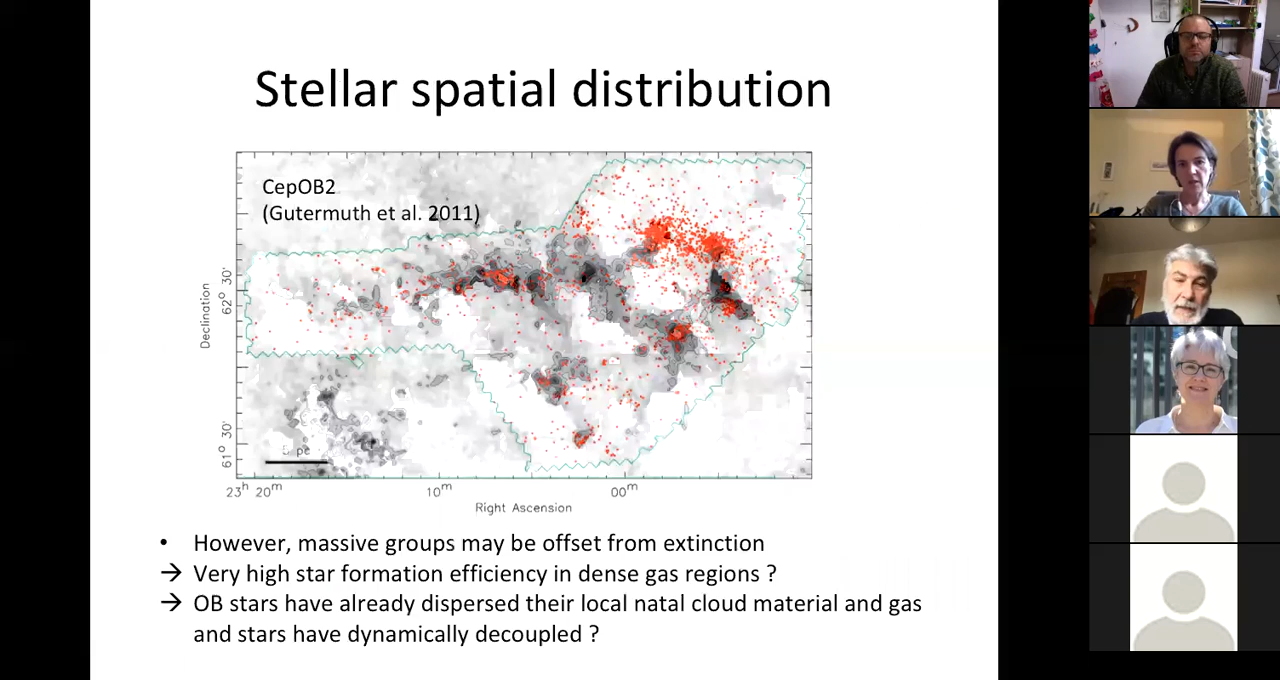 Stellar spatial distribution
CepOB2
(Gutermuth et al. 2011)
Declination
62° 30'
61° 30'
5 pc
23h 20m
10m
00m
Right Ascension
• However, massive groups may be offset from extinction
→ Very high star formation efficiency in dense gas regions ?
→ OB stars have already dispersed their local natal cloud material and gas
and stars have dynamically decoupled ?